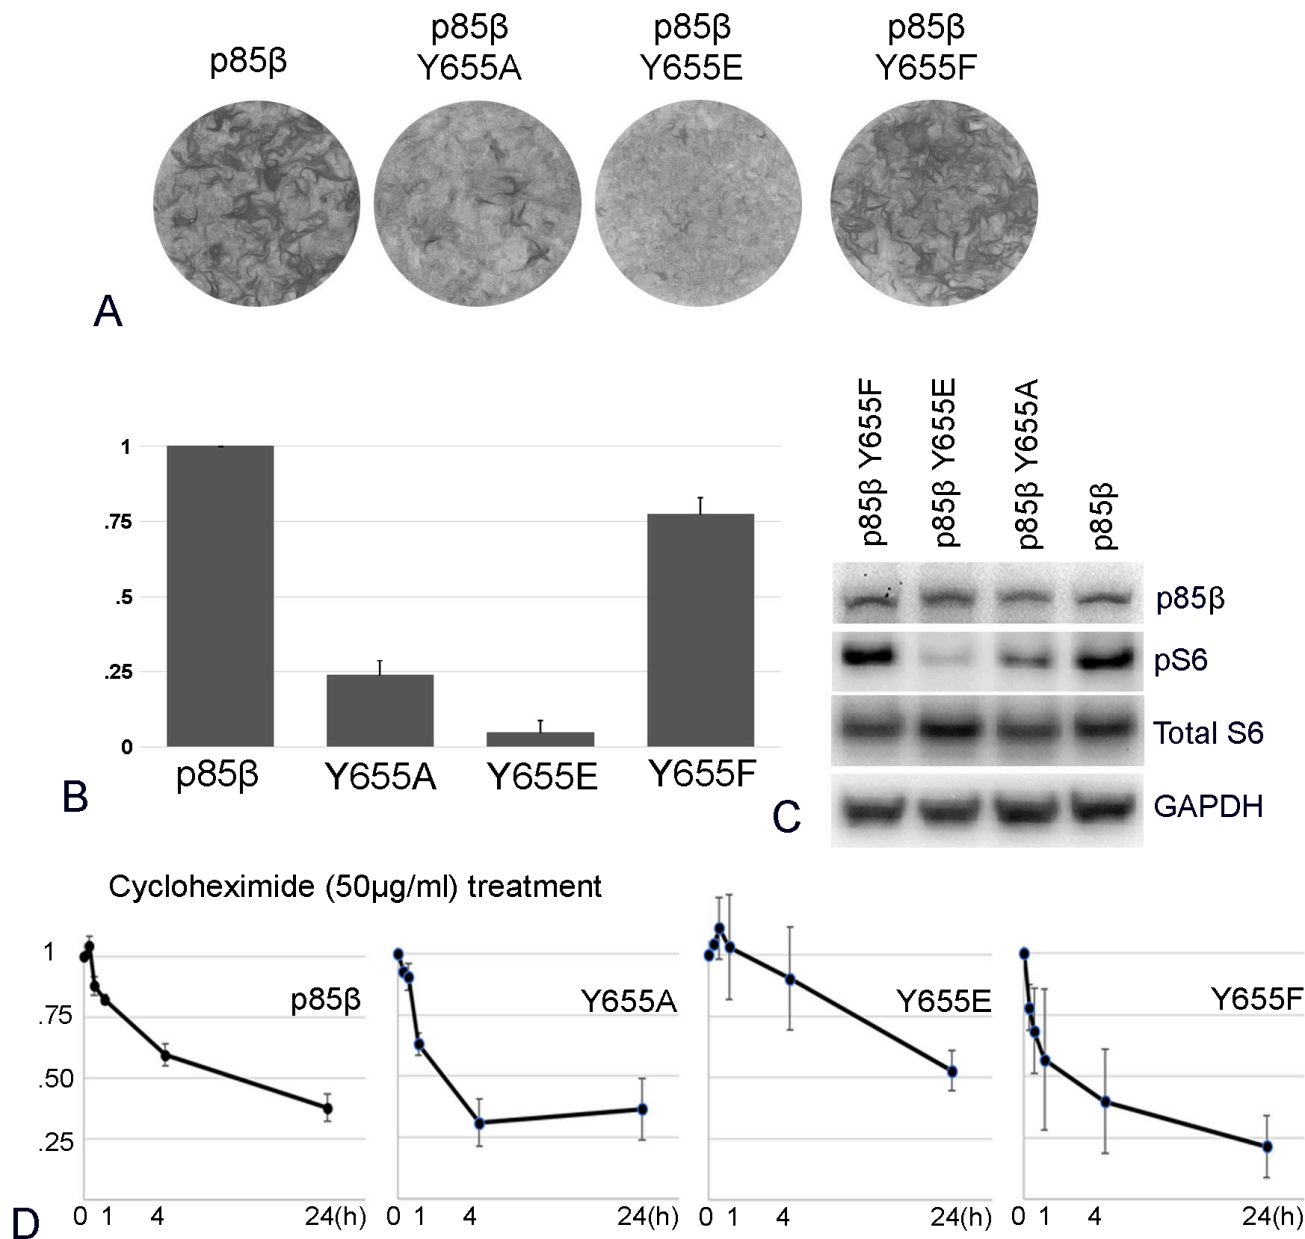 p85β
p85β
Y655A
p85β
Y655E
p85β
Y655F
A
1
.75
.5
.25
0
p85β
Y655A
Y655E
Y655F
B
p85β Y655F
p85β Y655E
p85β Y655A
p85β
p85β
pS6
Total S6
GAPDH
C
Cycloheximide (50µg/ml) treatment
1
.75
.50
.25
p85β
Y655A
Y655E
Y655F
0 1 4 24(h)
0 1 4 24(h)
0 1 4 24(h)
0 1 4 24(h)
D